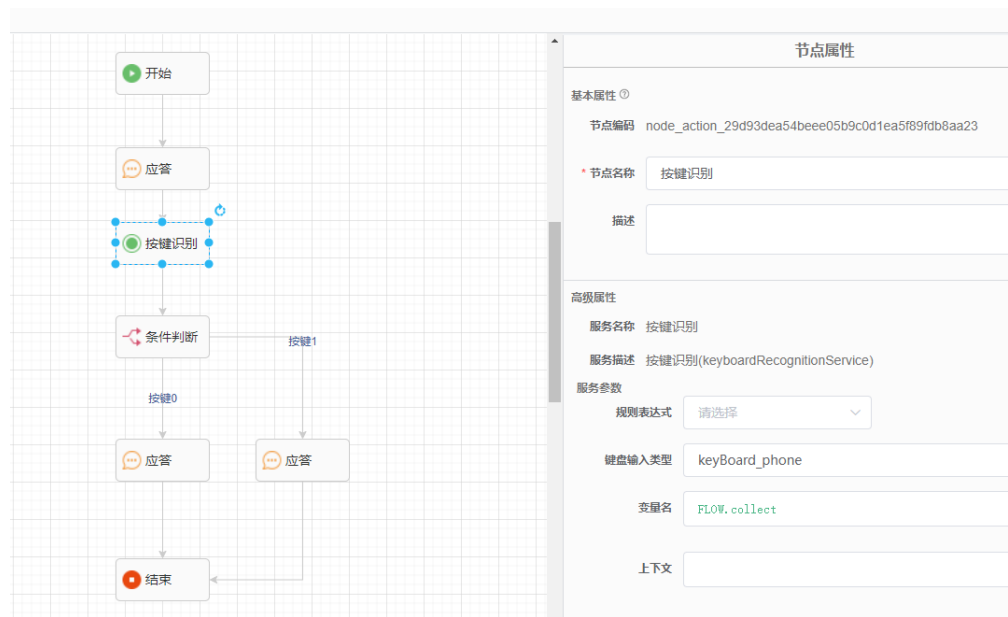 开始
应答
按键识别
条件判断
按键1
按键0
应答
应答
结束
节点属性
基本属性
节点编码 node_action_29d93dea54beee05b9c0d1ea5f89fdb8aa23
* 节点名称 按键识别
描述
高级属性
服务名称 按键识别
服务描述 按键识别(keyboardRecognitionService)
服务参数
规则表达式 请选择
键盘输入类型 keyBoard_phone
变量名 FLOW.collect
上下文